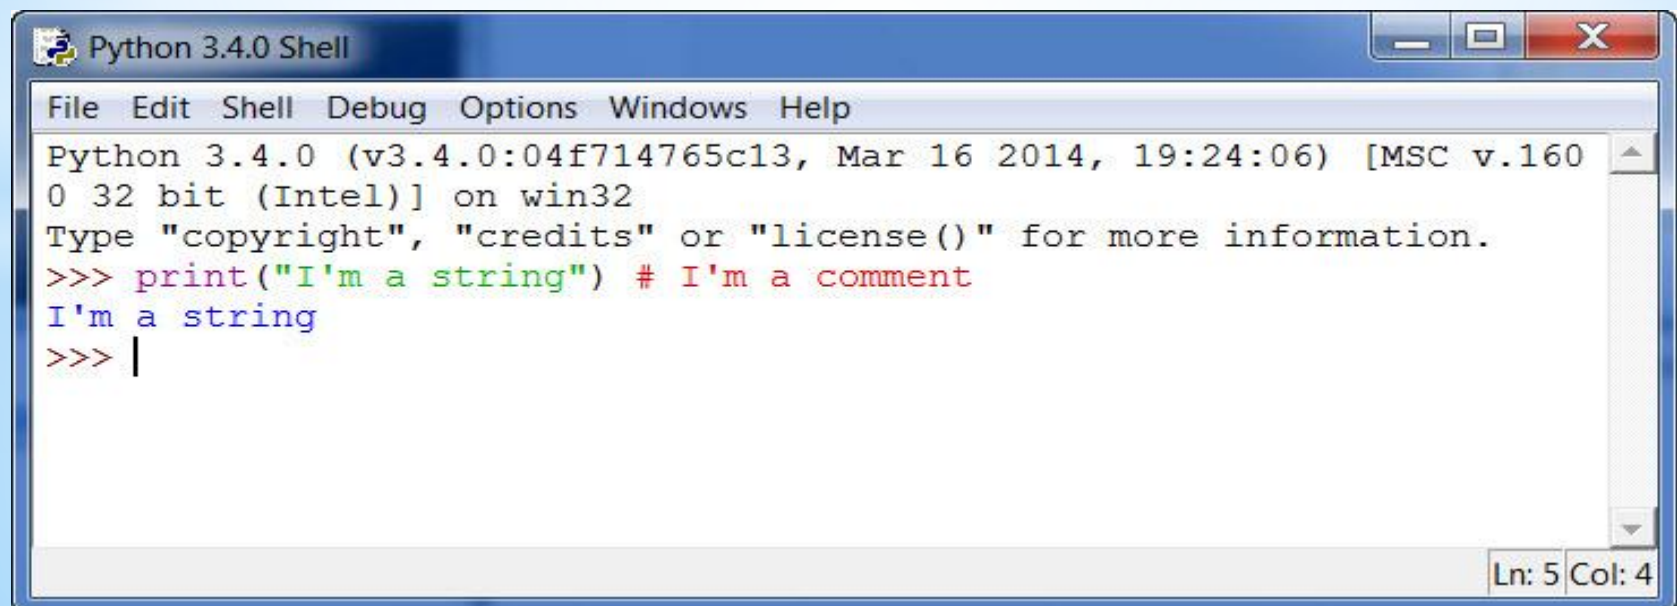 Python 3.4.0 Shell
File Edit Shell Debug Options Windows Help
Python 3.4.0 (v3.4.0:04f714765c13, Mar 16 2014, 19:24:06) [MSC v.160
0 32 bit (Intel)] on win32
Type "copyright", "credits" or "license()" for more information.
>>> print("I'm a string") # I'm a comment
I'm a string
>>>
Ln: 5 Col: 4